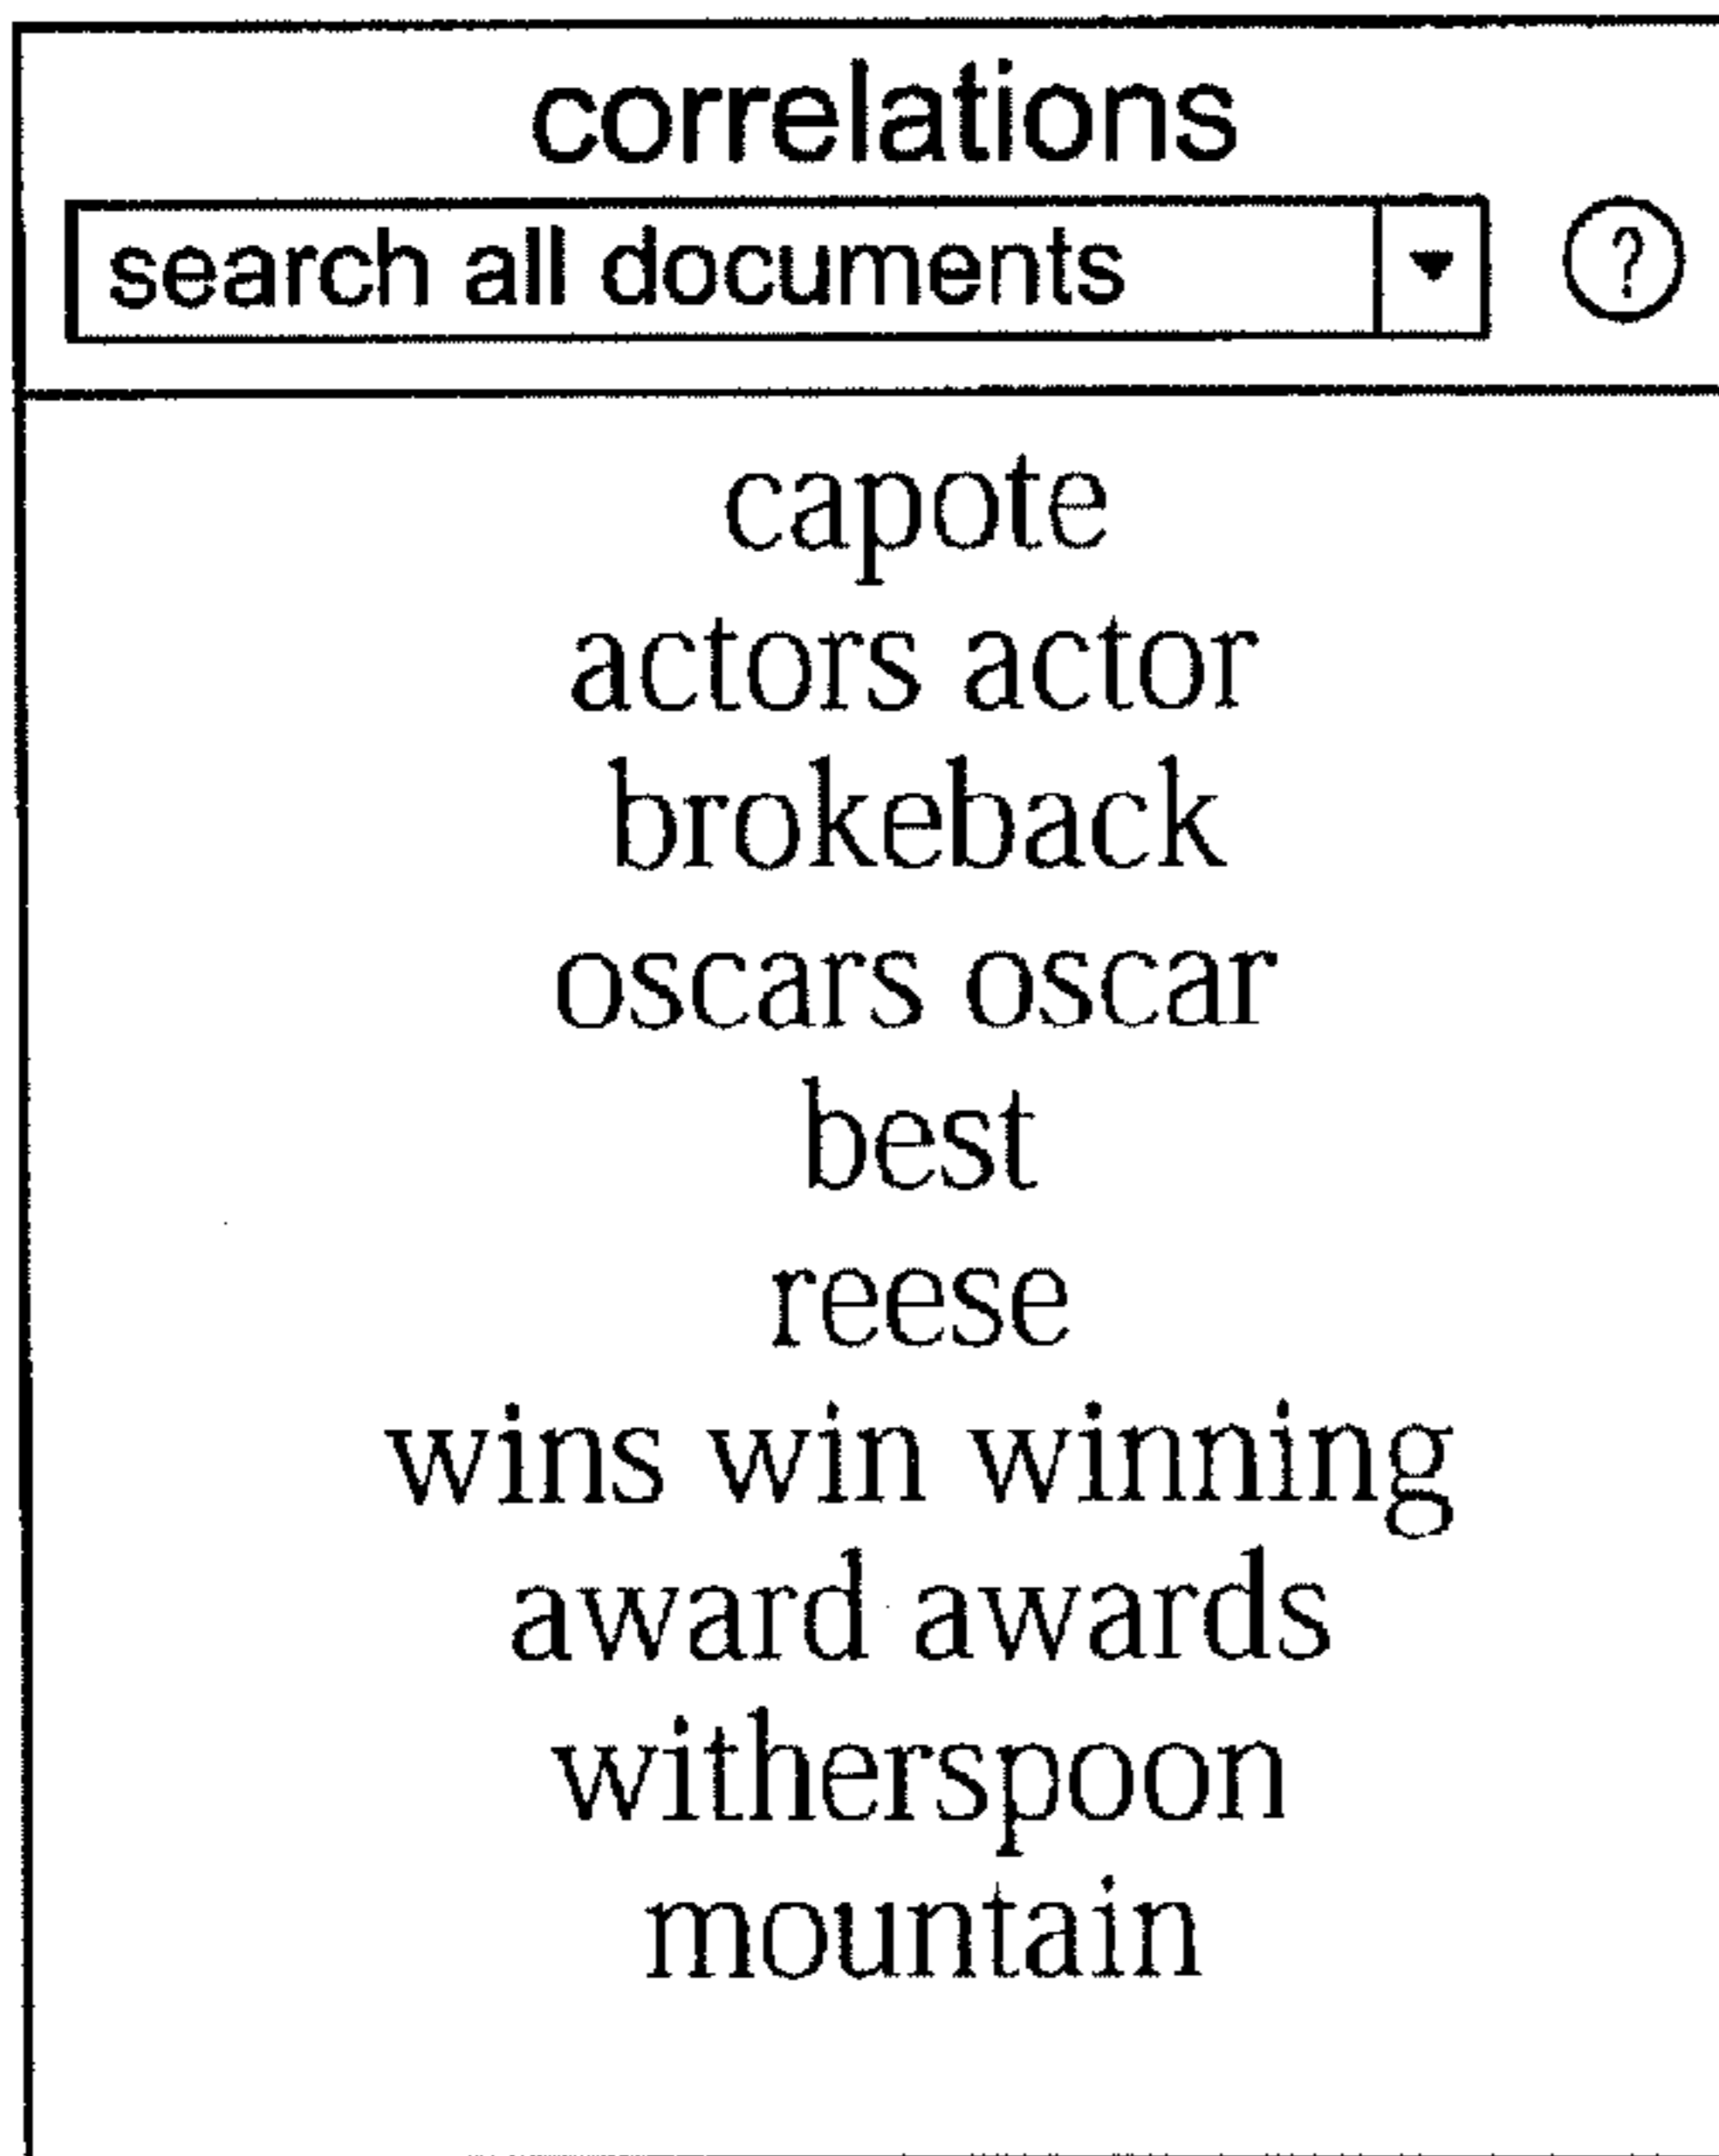 correlations
search all documents
?
capote
actors actor
brokeback
oscars oscar
best
reese
wins win winning
award awards
witherspoon
mountain